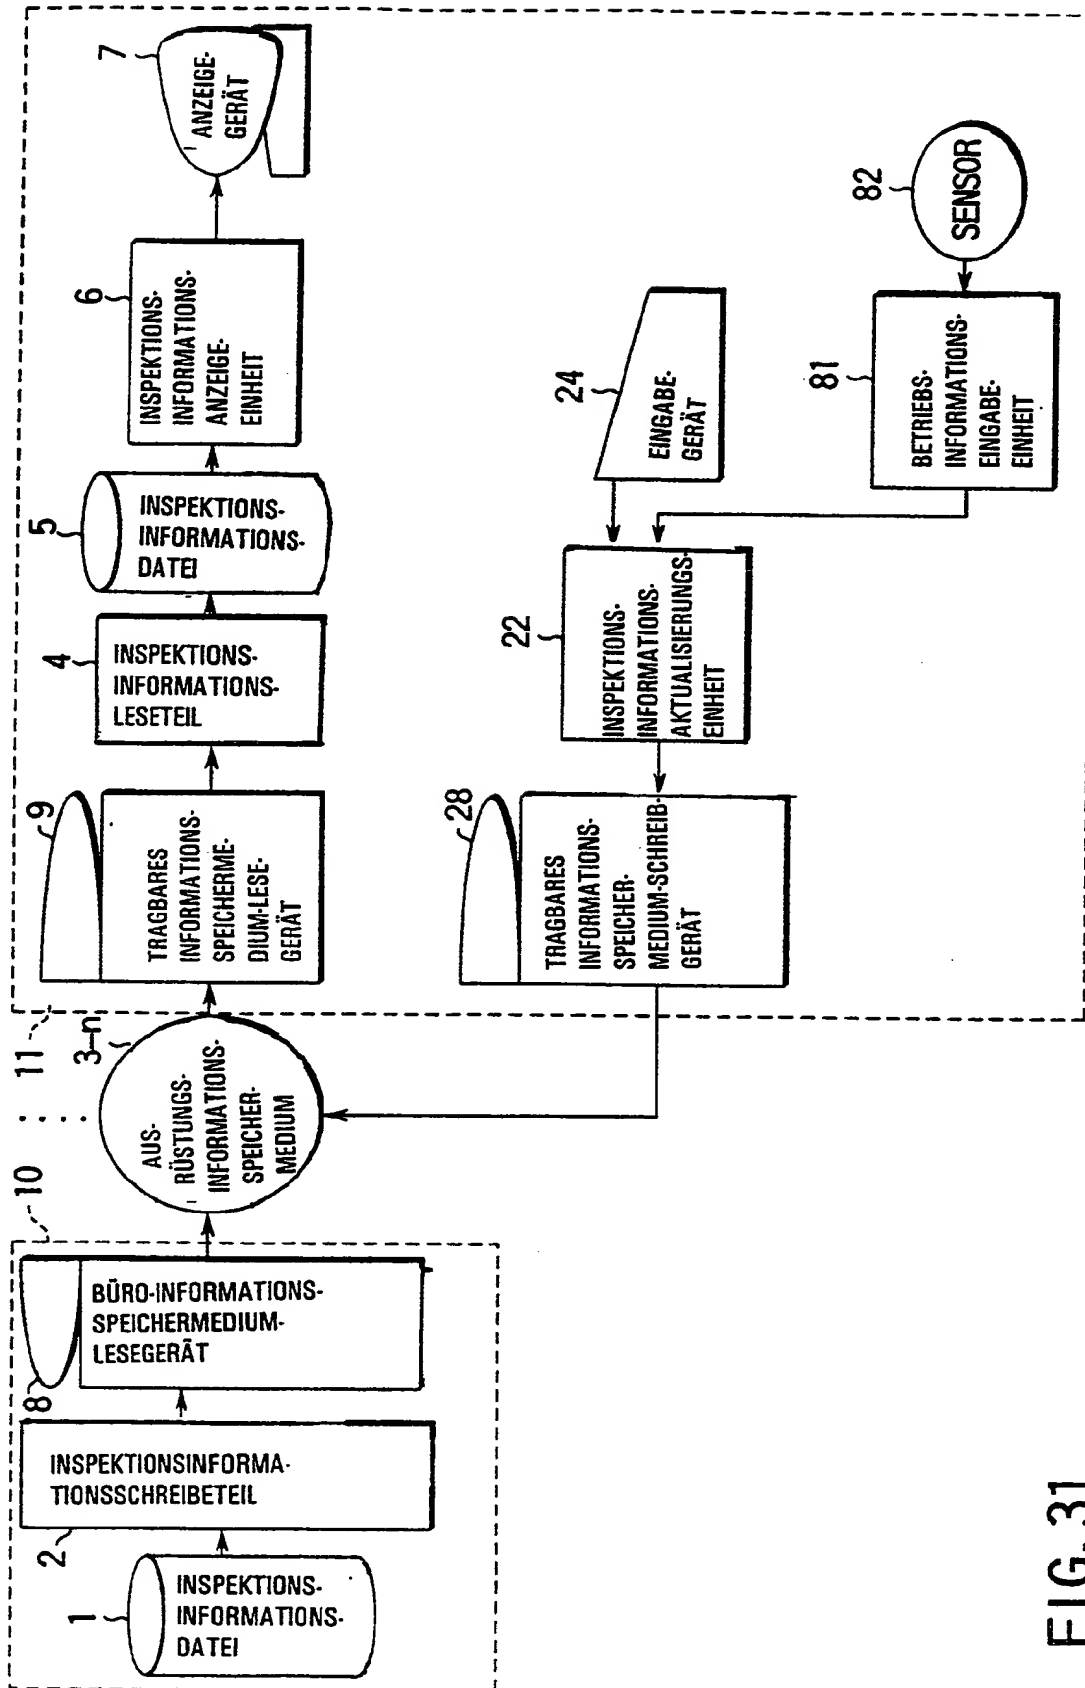 10
1
INSPEKTIONS-
INFORMATIONS-
DATEI
2
INSPEKTIONSINFORMA-
TIONSSCHREIBETEIL
8
BÜRO-INFORMATIONS-
SPEICHERMEDIUM-
LESEGERÄT
3-n
AUS-
RÜSTUNGS-
INFORMATIONS-
SPEICHER-
MEDIUM
11
9
TRAGBARES
INFORMATIONS-
SPEICHERME-
DIUM-LESE-
GERÄT
4
INSPEKTIONS-
INFORMATIONS-
LESETEIL
5
INSPEKTIONS-
INFORMATIONS-
DATEI
6
INSPEKTIONS-
INFORMATIONS-
ANZEIGE-
EINHEIT
7
ANZEIGE-
GERÄT
28
TRAGBARES
INFORMATIONS-
SPEICHER-
MEDIUM-SCHREIB-
GERÄT
22
INSPEKTIONS-
INFORMATIONS-
AKTUALISIERUNGS-
EINHEIT
24
EINGABE-
GERÄT
81
BETRIEBS-
INFORMATIONS-
EINGABE-
EINHEIT
82
SENSOR
FIG.31